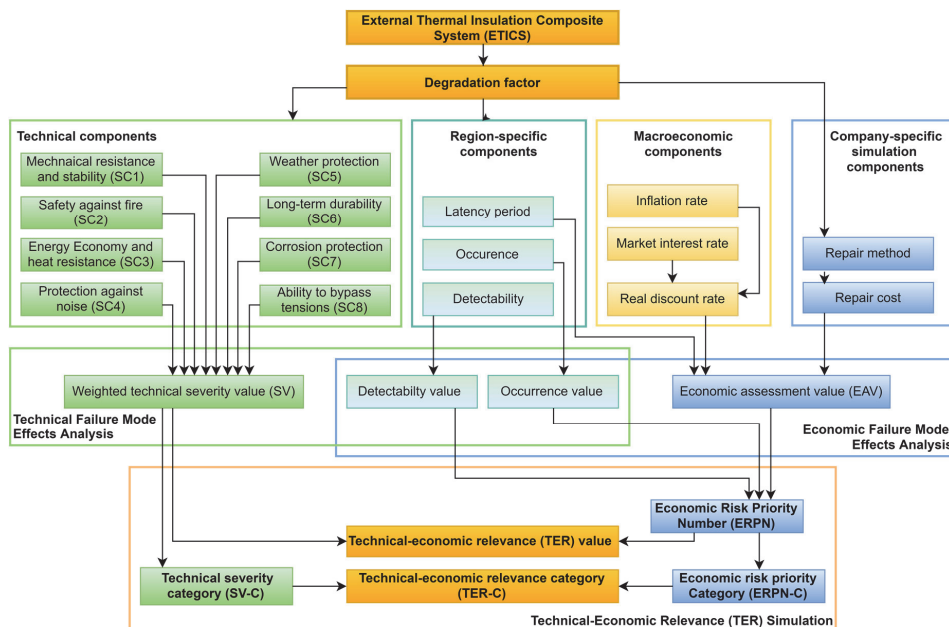 External Thermal Insulation Composite
System (ETICS)
Degradation factor
Technical components
Mechnaical resistance
and stability (SC1)
Safety against fire
(SC2)
Energy Economy and
heat resistance (SC3)
Protection against
noise (SC4)
Weather protection
(SC5)
Long-term durability
(SC6)
Corrosion protection
(SC7)
Ability to bypass
tensions (SC8)
Region-specific
components
Latency period
Occurence
Detectability
Macroeconomic
components
Inflation rate
Market interest rate
Real discount rate
Company-specific
simulation
components
Repair method
Repair cost
Weighted technical severity value (SV)
Detectabilty value
Occurrence value
Economic assessment value (EAV)
Technical Failure Mode
Effects Analysis
Economic Failure Mode
Effects Analysis
Economic Risk Priority
Number (ERPN)
Technical-economic relevance (TER) value
Technical severity
category (SV-C)
Technical-economic relevance category
(TER-C)
Economic risk priority
Category (ERPN-C)
Technical-Economic Relevance (TER) Simulation